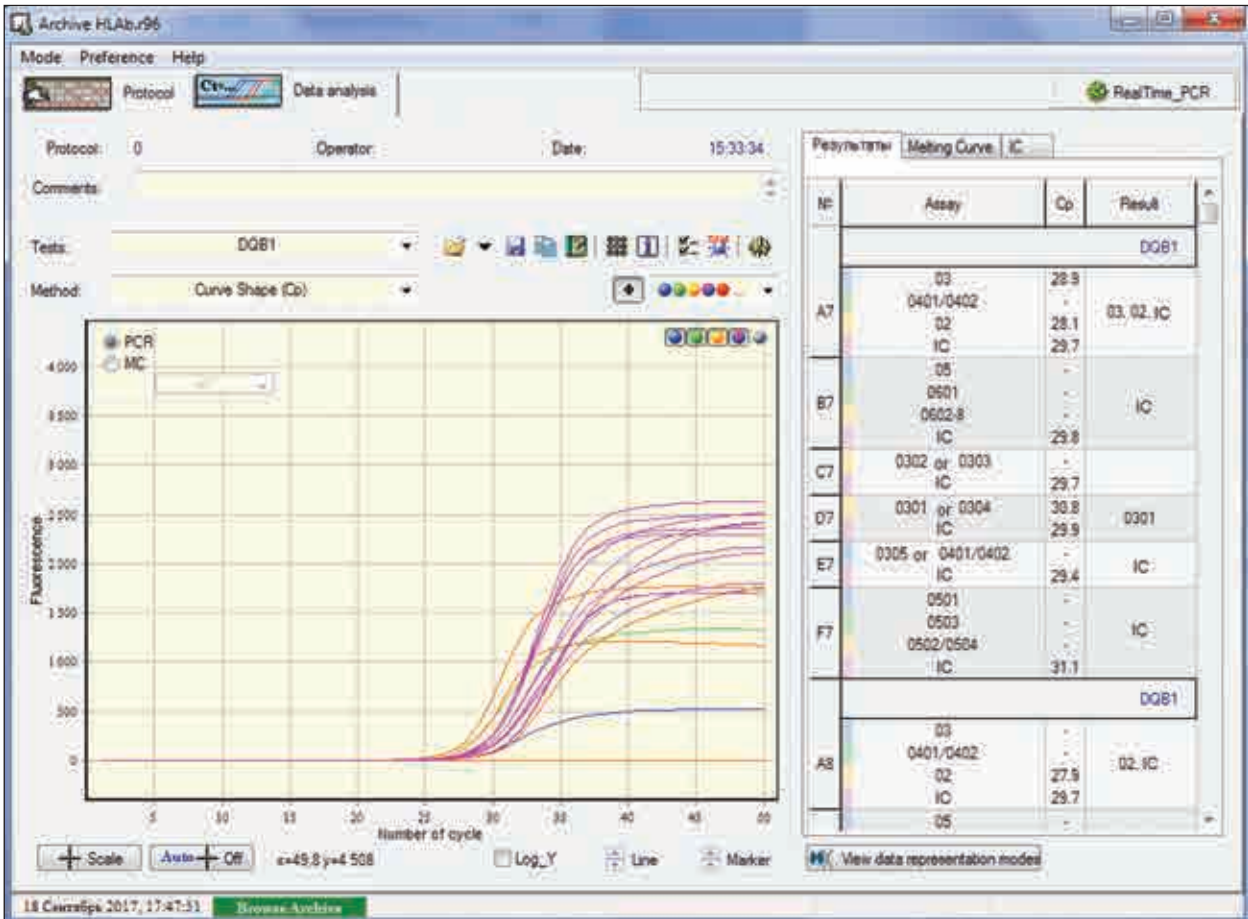 Archive HLAb.r96
Mode Preference Help
Protocol Data analysis RealTime_PCR
Protocol: 0 Operator: Date: 15:33:34
Comments:
Tests: DQB1
Method: Curve Shape (Cp)
PCR
MC
4 000
3 500
3 000
2 500
2 000
1 500
1 000
500
0
Fluorescence
5 10 15 20 25 30 35 40 45 50
Number of cycle
Scale Auto Off x=49,8 y=4 508 Log_Y Line Marker
Результаты Melting Curve IC
№ Assay Cp Result
DQB1
A7
03 28.9
0401/0402 -
02 28.1
IC 29.7
03, 02, IC
B7
05 -
0601 -
0602-8 -
IC 29.8
IC
C7
0302 or 0303 -
IC 29.7
D7
0301 or 0304 30.8
IC 29.9
0301
E7
0305 or 0401/0402 -
IC 29.4
IC
F7
0501 -
0503 -
0502/0504 -
IC 31.1
IC
DQB1
A8
03 -
0401/0402 -
02 27.9
IC 29.7
02, IC
05 -
View data representation modes
18 Сентябрь 2017, 17:47:51 Browse Archive